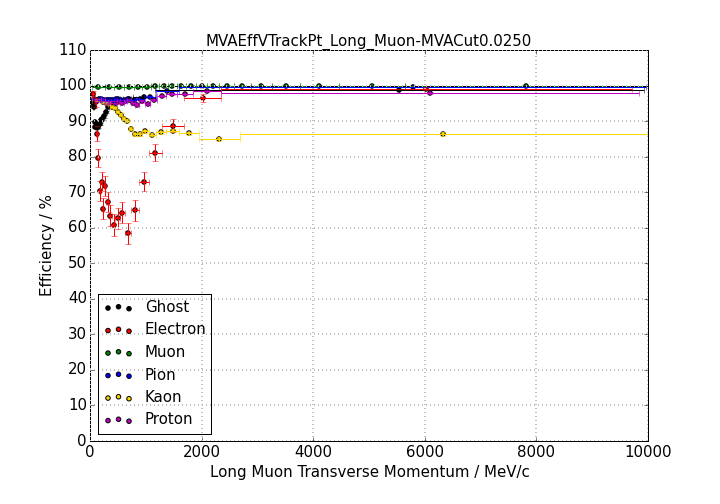 MVAEffVTrackPt_Long_Muon-MVACut0.0250
Efficiency / %
110
100
90
80
70
60
50
40
30
20
10
0
Ghost
Electron
Muon
Pion
Kaon
Proton
0 2000 4000 6000 8000 10000
Long Muon Transverse Momentum / MeV/c